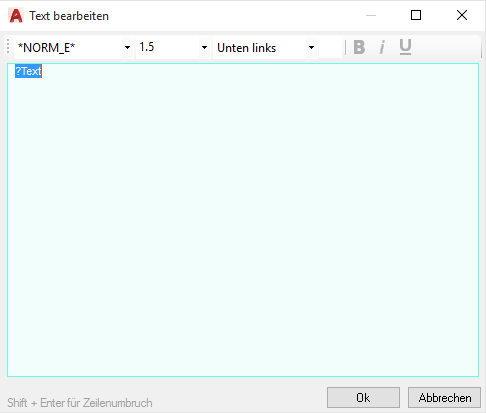 Text bearbeiten
*NORM_E* 1.5 Unten links B i U
?Text
Shift + Enter für Zeilenumbruch Ok Abbrechen